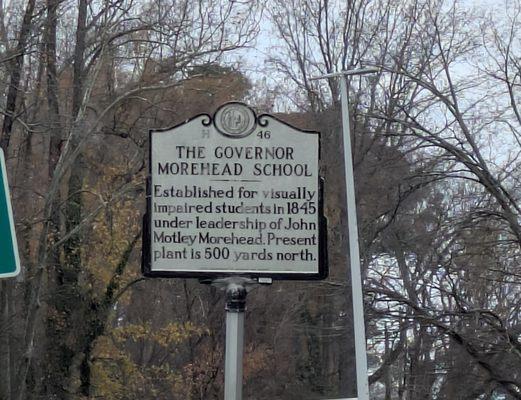 H 46
THE GOVERNOR
MOREHEAD SCHOOL
Established for visually
impaired students in 1845
under leadership of John
Motley Morehead. Present
plant is 500 yards north.